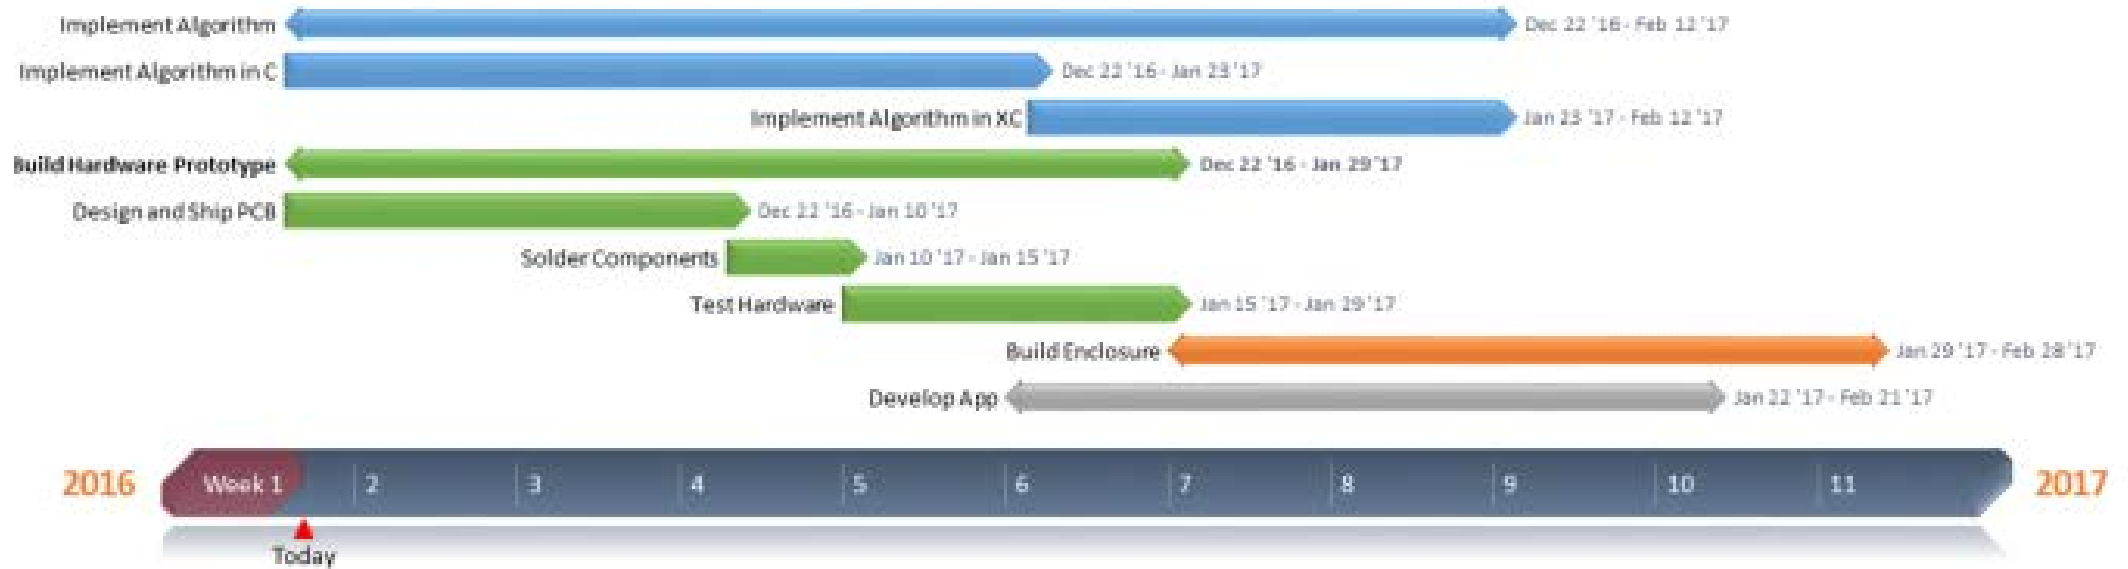 Implement Algorithm Dec 22 '16 - Feb 12 '17
Implement Algorithm in C Dec 22 '16 - Jan 23 '17
Implement Algorithm in XC Jan 23 '17 - Feb 12 '17
Build Hardware Prototype Dec 22 '16 - Jan 29 '17
Design and Ship PCB Dec 22 '16 - Jan 10 '17
Solder Components Jan 10 '17 - Jan 15 '17
Test Hardware Jan 15 '17 - Jan 29 '17
Build Enclosure Jan 29 '17 - Feb 28 '17
Develop App Jan 22 '17 - Feb 21 '17
2016 Week 1 2 3 4 5 6 7 8 9 10 11 2017
Today